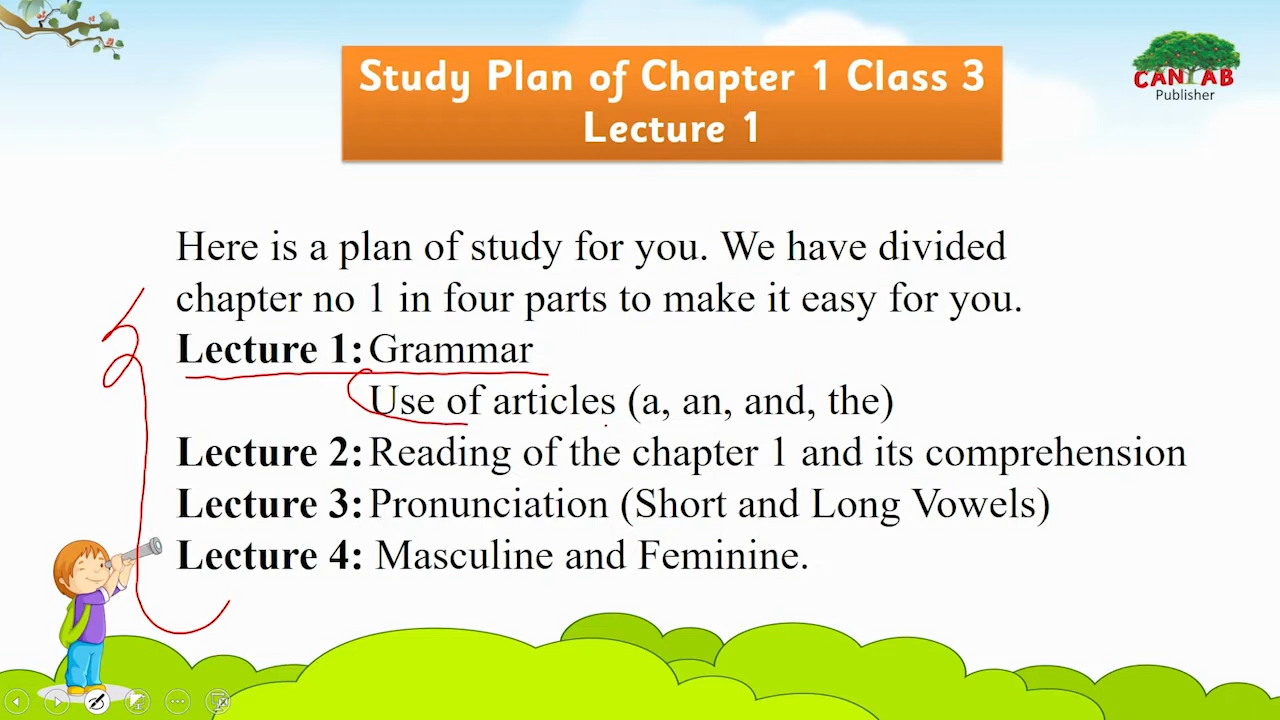 Study Plan of Chapter 1 Class 3
Lecture 1
CANTAB
Publisher
Here is a plan of study for you. We have divided
chapter no 1 in four parts to make it easy for you.
Lecture 1: Grammar
Use of articles (a, an, and, the)
Lecture 2: Reading of the chapter 1 and its comprehension
Lecture 3: Pronunciation (Short and Long Vowels)
Lecture 4: Masculine and Feminine.